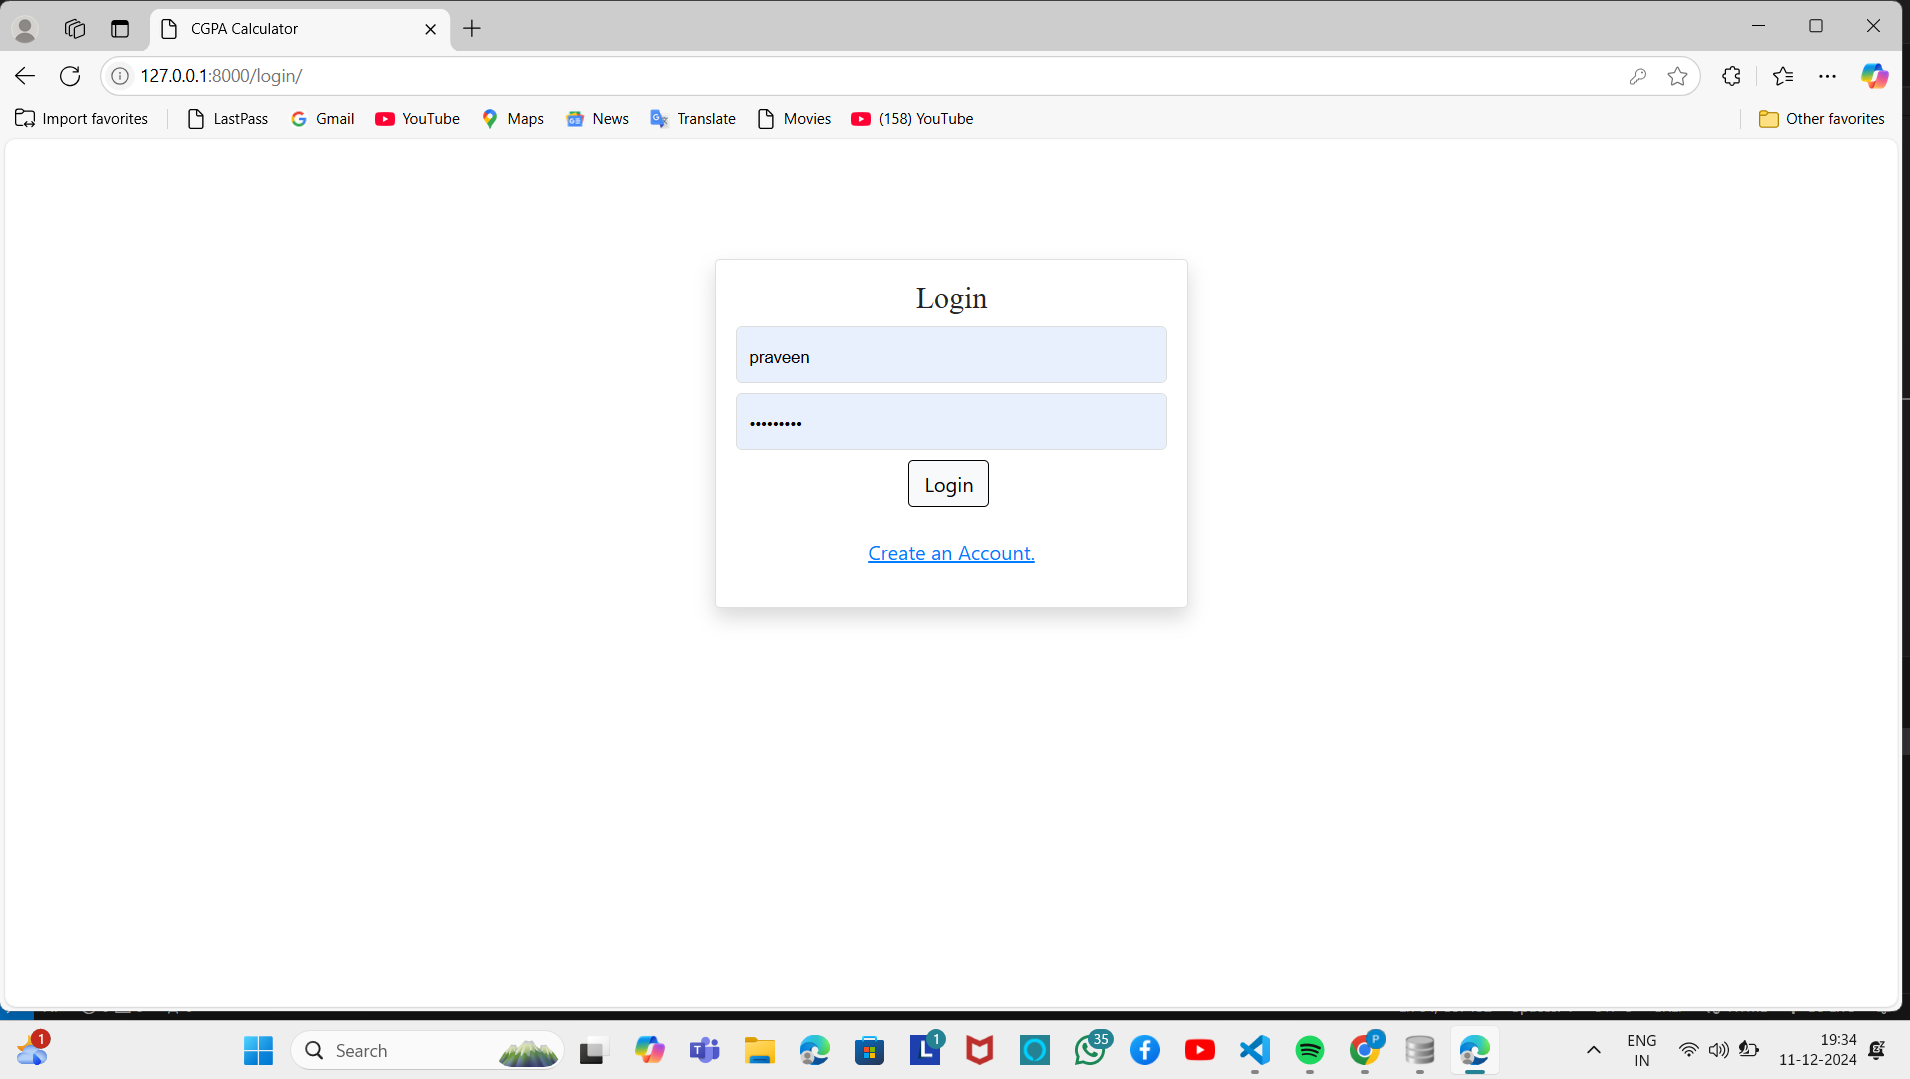 CGPA Calculator
127.0.0.1:8000/login/
Import favorites LastPass Gmail YouTube Maps News Translate Movies (158) YouTube Other favorites
Login
praveen
•••••••••
Login
Create an Account.
1
Search
1
35
P
ENG
IN
19:34
11-12-2024